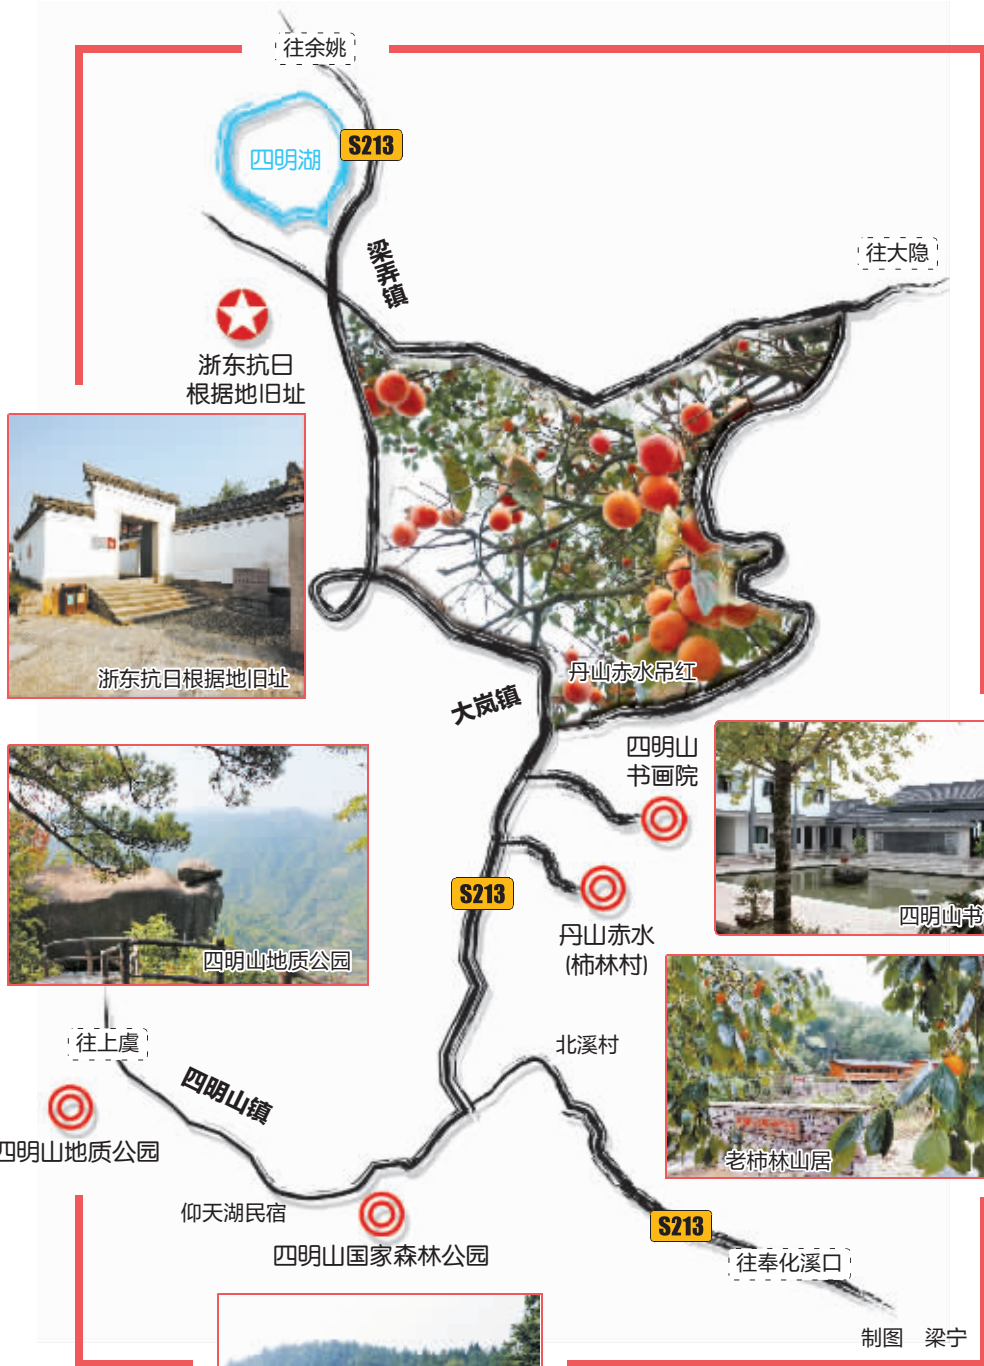 往余姚
S213
四明湖
梁弄镇
往大隐
浙东抗日
根据地旧址
浙东抗日根据地旧址
丹山赤水吊红
大岚镇
四明山
书画院
四明山书
S213
丹山赤水
(柿林村)
四明山地质公园
往上虞
北溪村
四明山镇
四明山地质公园
老柿林山居
仰天湖民宿
四明山国家森林公园
S213
往奉化溪口
制图 梁宁